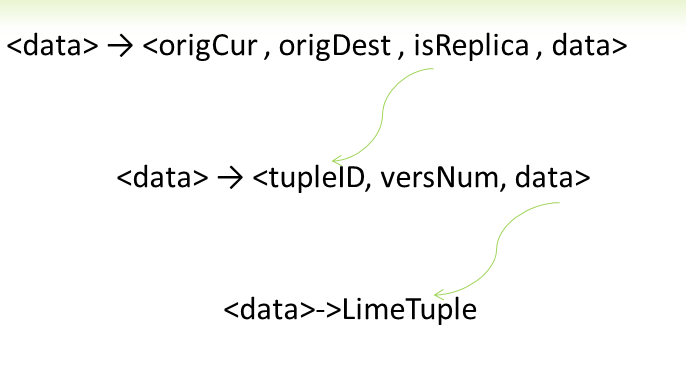 <data> → <origCur , origDest , isReplica , data>
<data> → <tupleID, versNum, data>
<data>->LimeTuple